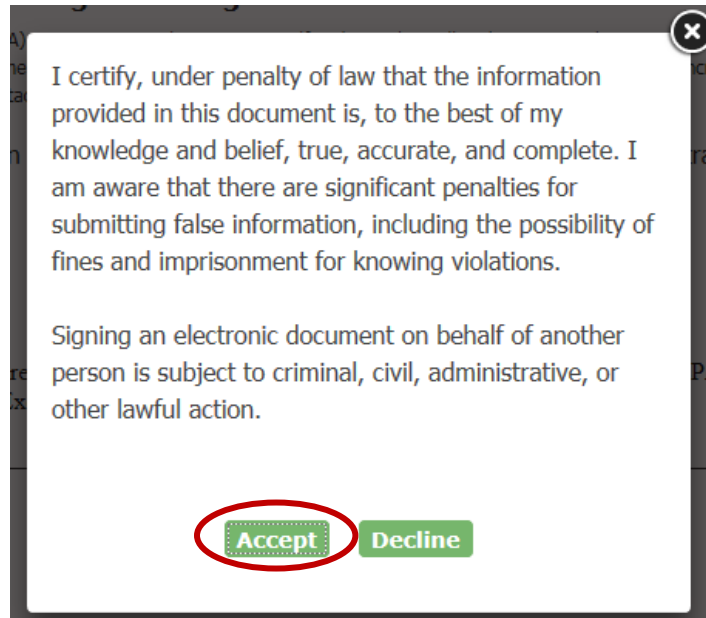 I certify, under penalty of law that the information
provided in this document is, to the best of my
knowledge and belief, true, accurate, and complete. I
am aware that there are significant penalties for
submitting false information, including the possibility of
fines and imprisonment for knowing violations.
Signing an electronic document on behalf of another
person is subject to criminal, civil, administrative, or
other lawful action.
Accept Decline